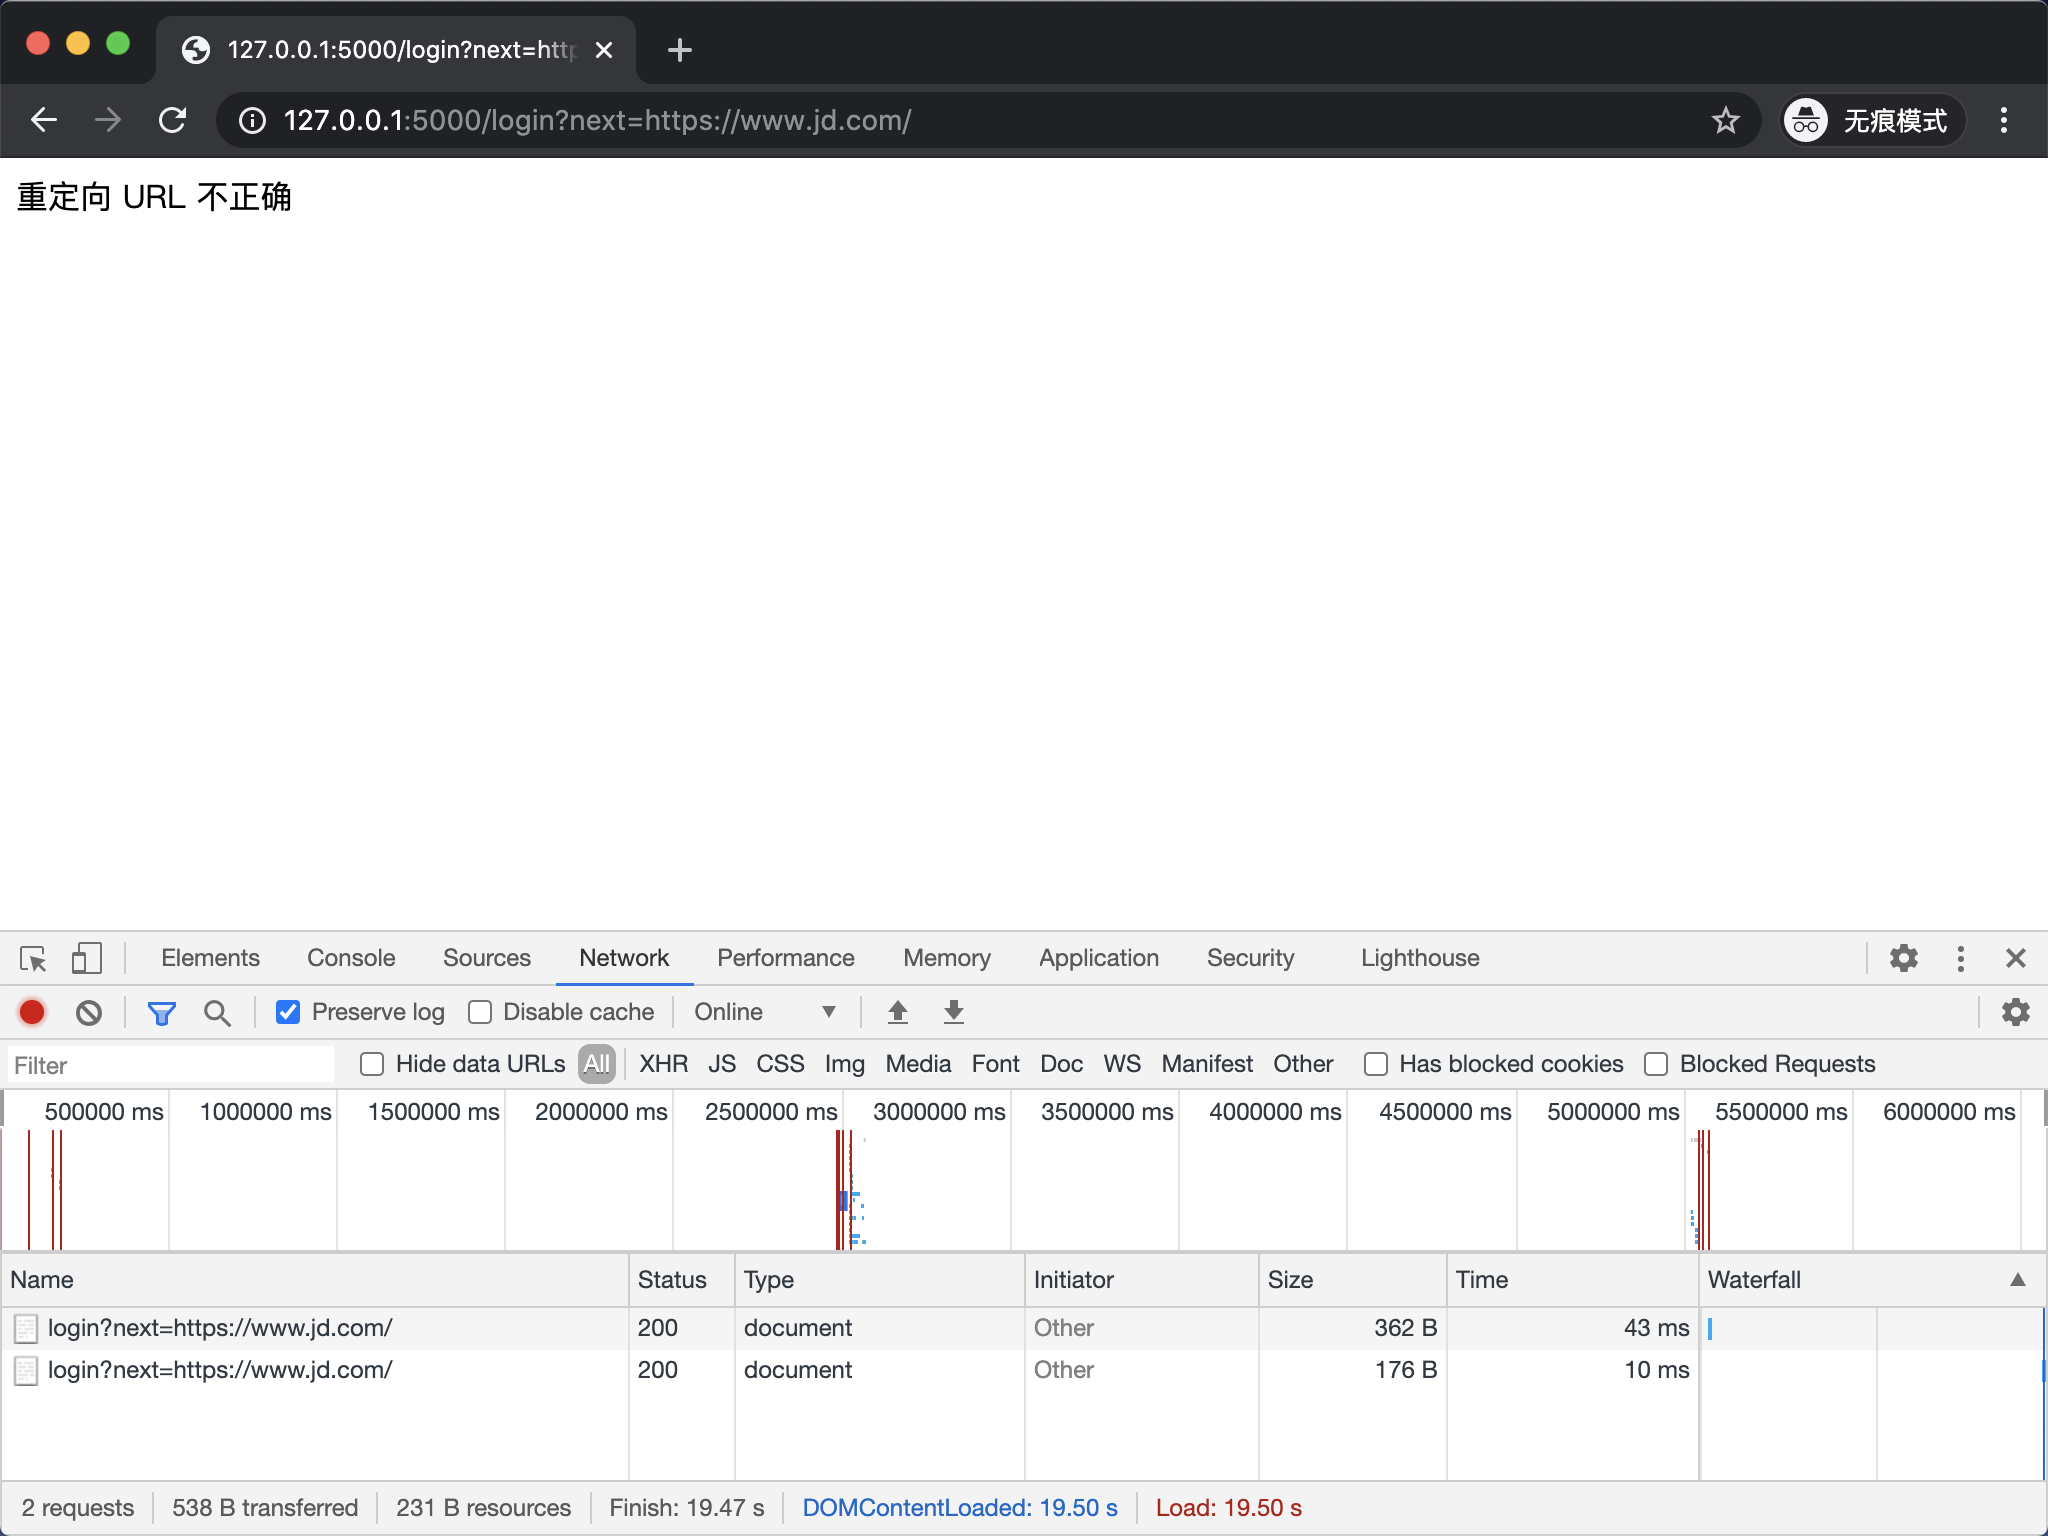 127.0.0.1:5000/login?next=http
127.0.0.1:5000/login?next=https://www.jd.com/ 无痕模式
重定向 URL 不正确
Elements Console Sources Network Performance Memory Application Security Lighthouse
Preserve log Disable cache Online
Filter Hide data URLs All XHR JS CSS Img Media Font Doc WS Manifest Other Has blocked cookies Blocked Requests
500000 ms 1000000 ms 1500000 ms 2000000 ms 2500000 ms 3000000 ms 3500000 ms 4000000 ms 4500000 ms 5000000 ms 5500000 ms 6000000 ms
Name Status Type Initiator Size Time Waterfall
login?next=https://www.jd.com/ 200 document Other 362 B 43 ms
login?next=https://www.jd.com/ 200 document Other 176 B 10 ms
2 requests 538 B transferred 231 B resources Finish: 19.47 s DOMContentLoaded: 19.50 s Load: 19.50 s